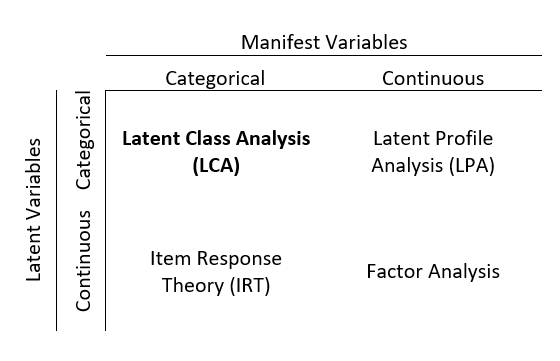 Manifest Variables
Categorical Continuous
Latent Variables
Categorical
Latent Class Analysis
(LCA)
Latent Profile
Analysis (LPA)
Continuous
Item Response
Theory (IRT)
Factor Analysis